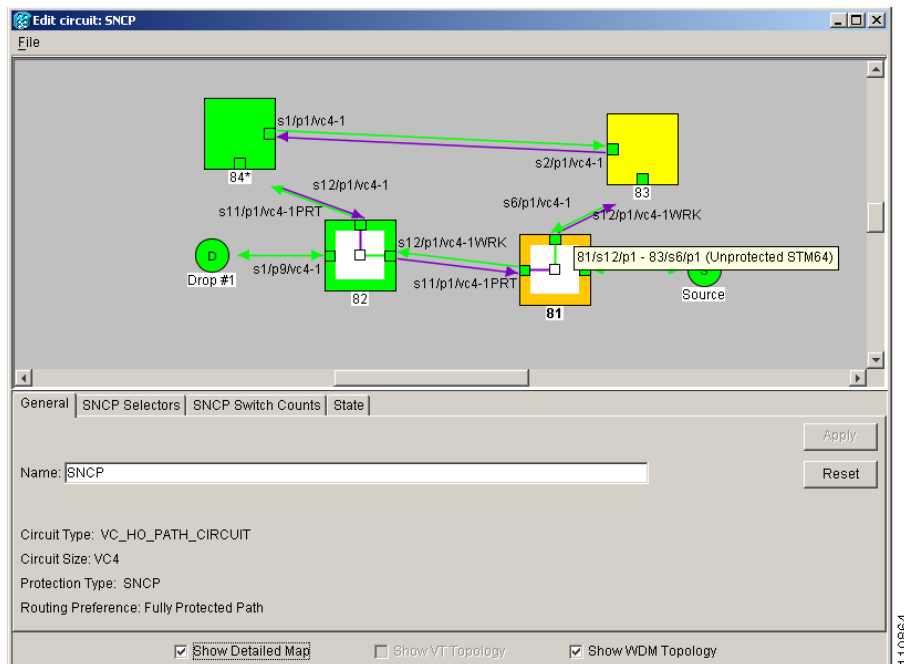 Edit circuit: SNCP
File
s1/p1/vc4-1
s2/p1/vc4-1
84*
83
s12/p1/vc4-1
s11/p1/vc4-1PRT
s6/p1/vc4-1
s12/p1/vc4-1WRK
s12/p1/vc4-1WRK
81/s12/p1 - 83/s6/p1 (Unprotected STM64)
D
s1/p9/vc4-1
Drop #1
s11/p1/vc4-1PRT
82
81
Source
General SNCP Selectors SNCP Switch Counts State
Apply
Name: SNCP
Reset
Circuit Type: VC_HO_PATH_CIRCUIT
Circuit Size: VC4
Protection Type: SNCP
Routing Preference: Fully Protected Path
Show Detailed Map Show VT Topology Show WDM Topology